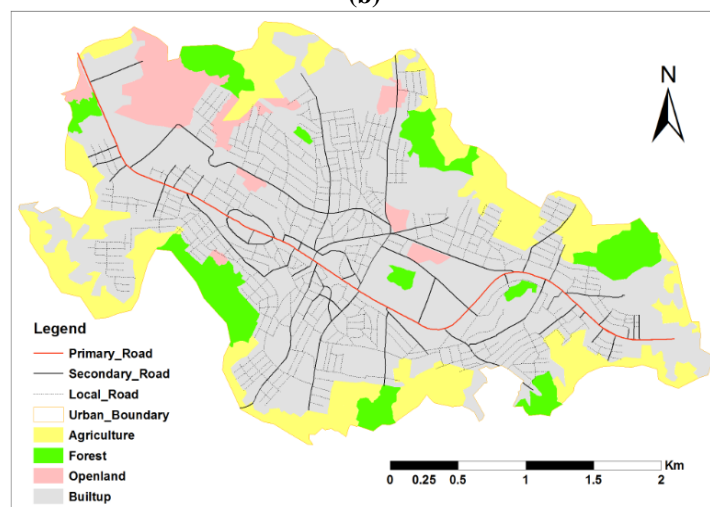 (b)
N
Legend
Primary_Road
Secondary_Road
Local_Road
Urban_Boundary
Agriculture
Forest
Openland
Builtup
Km
0 0.25 0.5 1 1.5 2